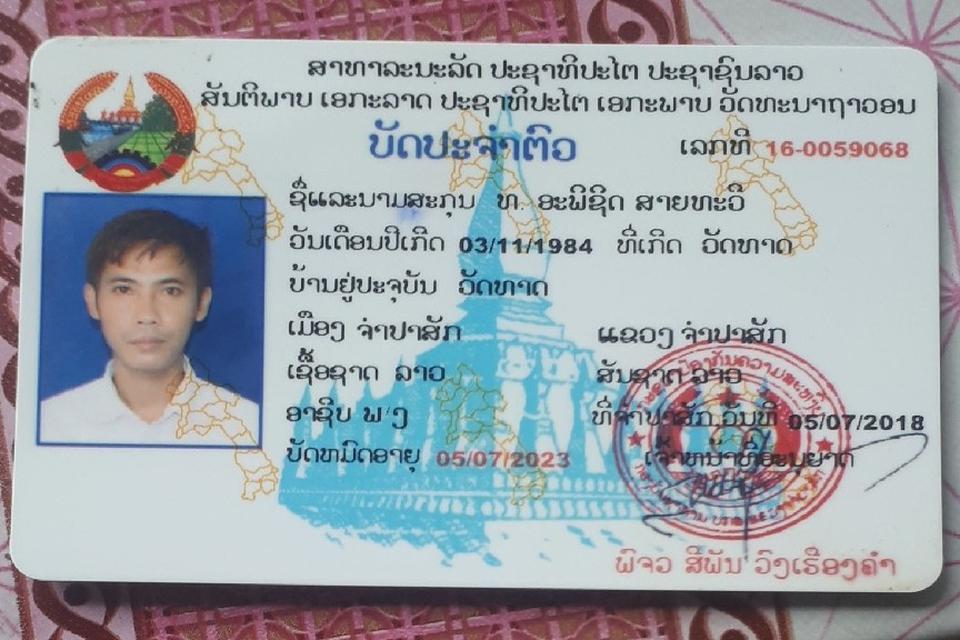 ສາທາລະນະລັດ ປະຊາທິປະໄຕ ປະຊາຊົນລາວ
ສັນຕິພາບ ເອກະລາດ ປະຊາທິປະໄຕ ເອກະພາບ ວັດທະນາຖາວອນ
ບັດປະຈຳຕົວ ເລກທີ 16-0059068
ຊື່ແລະນາມສະກຸນ ທ. ອະພິຊິດ ສາຍທະວີ
ວັນເດືອນປີເກີດ 03/11/1984 ທີ່ເກີດ ວັດທາດ
ບ້ານຢູ່ປະຈຸບັນ ວັດທາດ
ເມືອງ ຈຳປາສັກ ແຂວງ ຈຳປາສັກ
ເຊື້ອຊາດ ລາວ ສັນຊາດ ລາວ
ອາຊີບ ພ/ງ ທີ່ຈຳປາສັກ ວັນທີ 05/07/2018
ບັດຫມົດອາຍຸ 05/07/2023 ເຈົ້າຫນ້າທີ່ອະນຸຍາດ
ພົຈວ ສີພັນ ວົງເຮືອງຄຳ